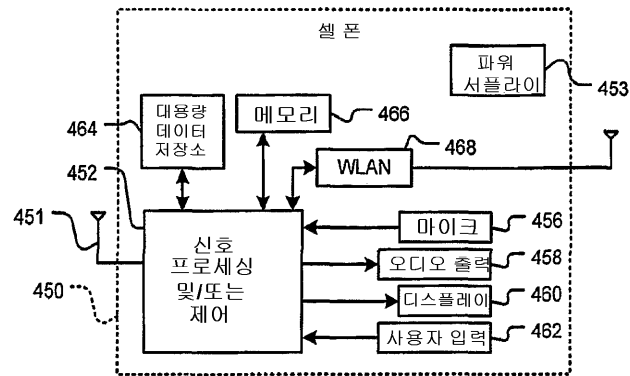 셀 폰
파워
서플라이
453
대용량
데이터
저장소
464
메모리
466
468
WLAN
452
451
마이크
456
신호
프로세싱
및/또는
제어
오디오 출력
458
450
디스플레이
460
사용자 입력
462